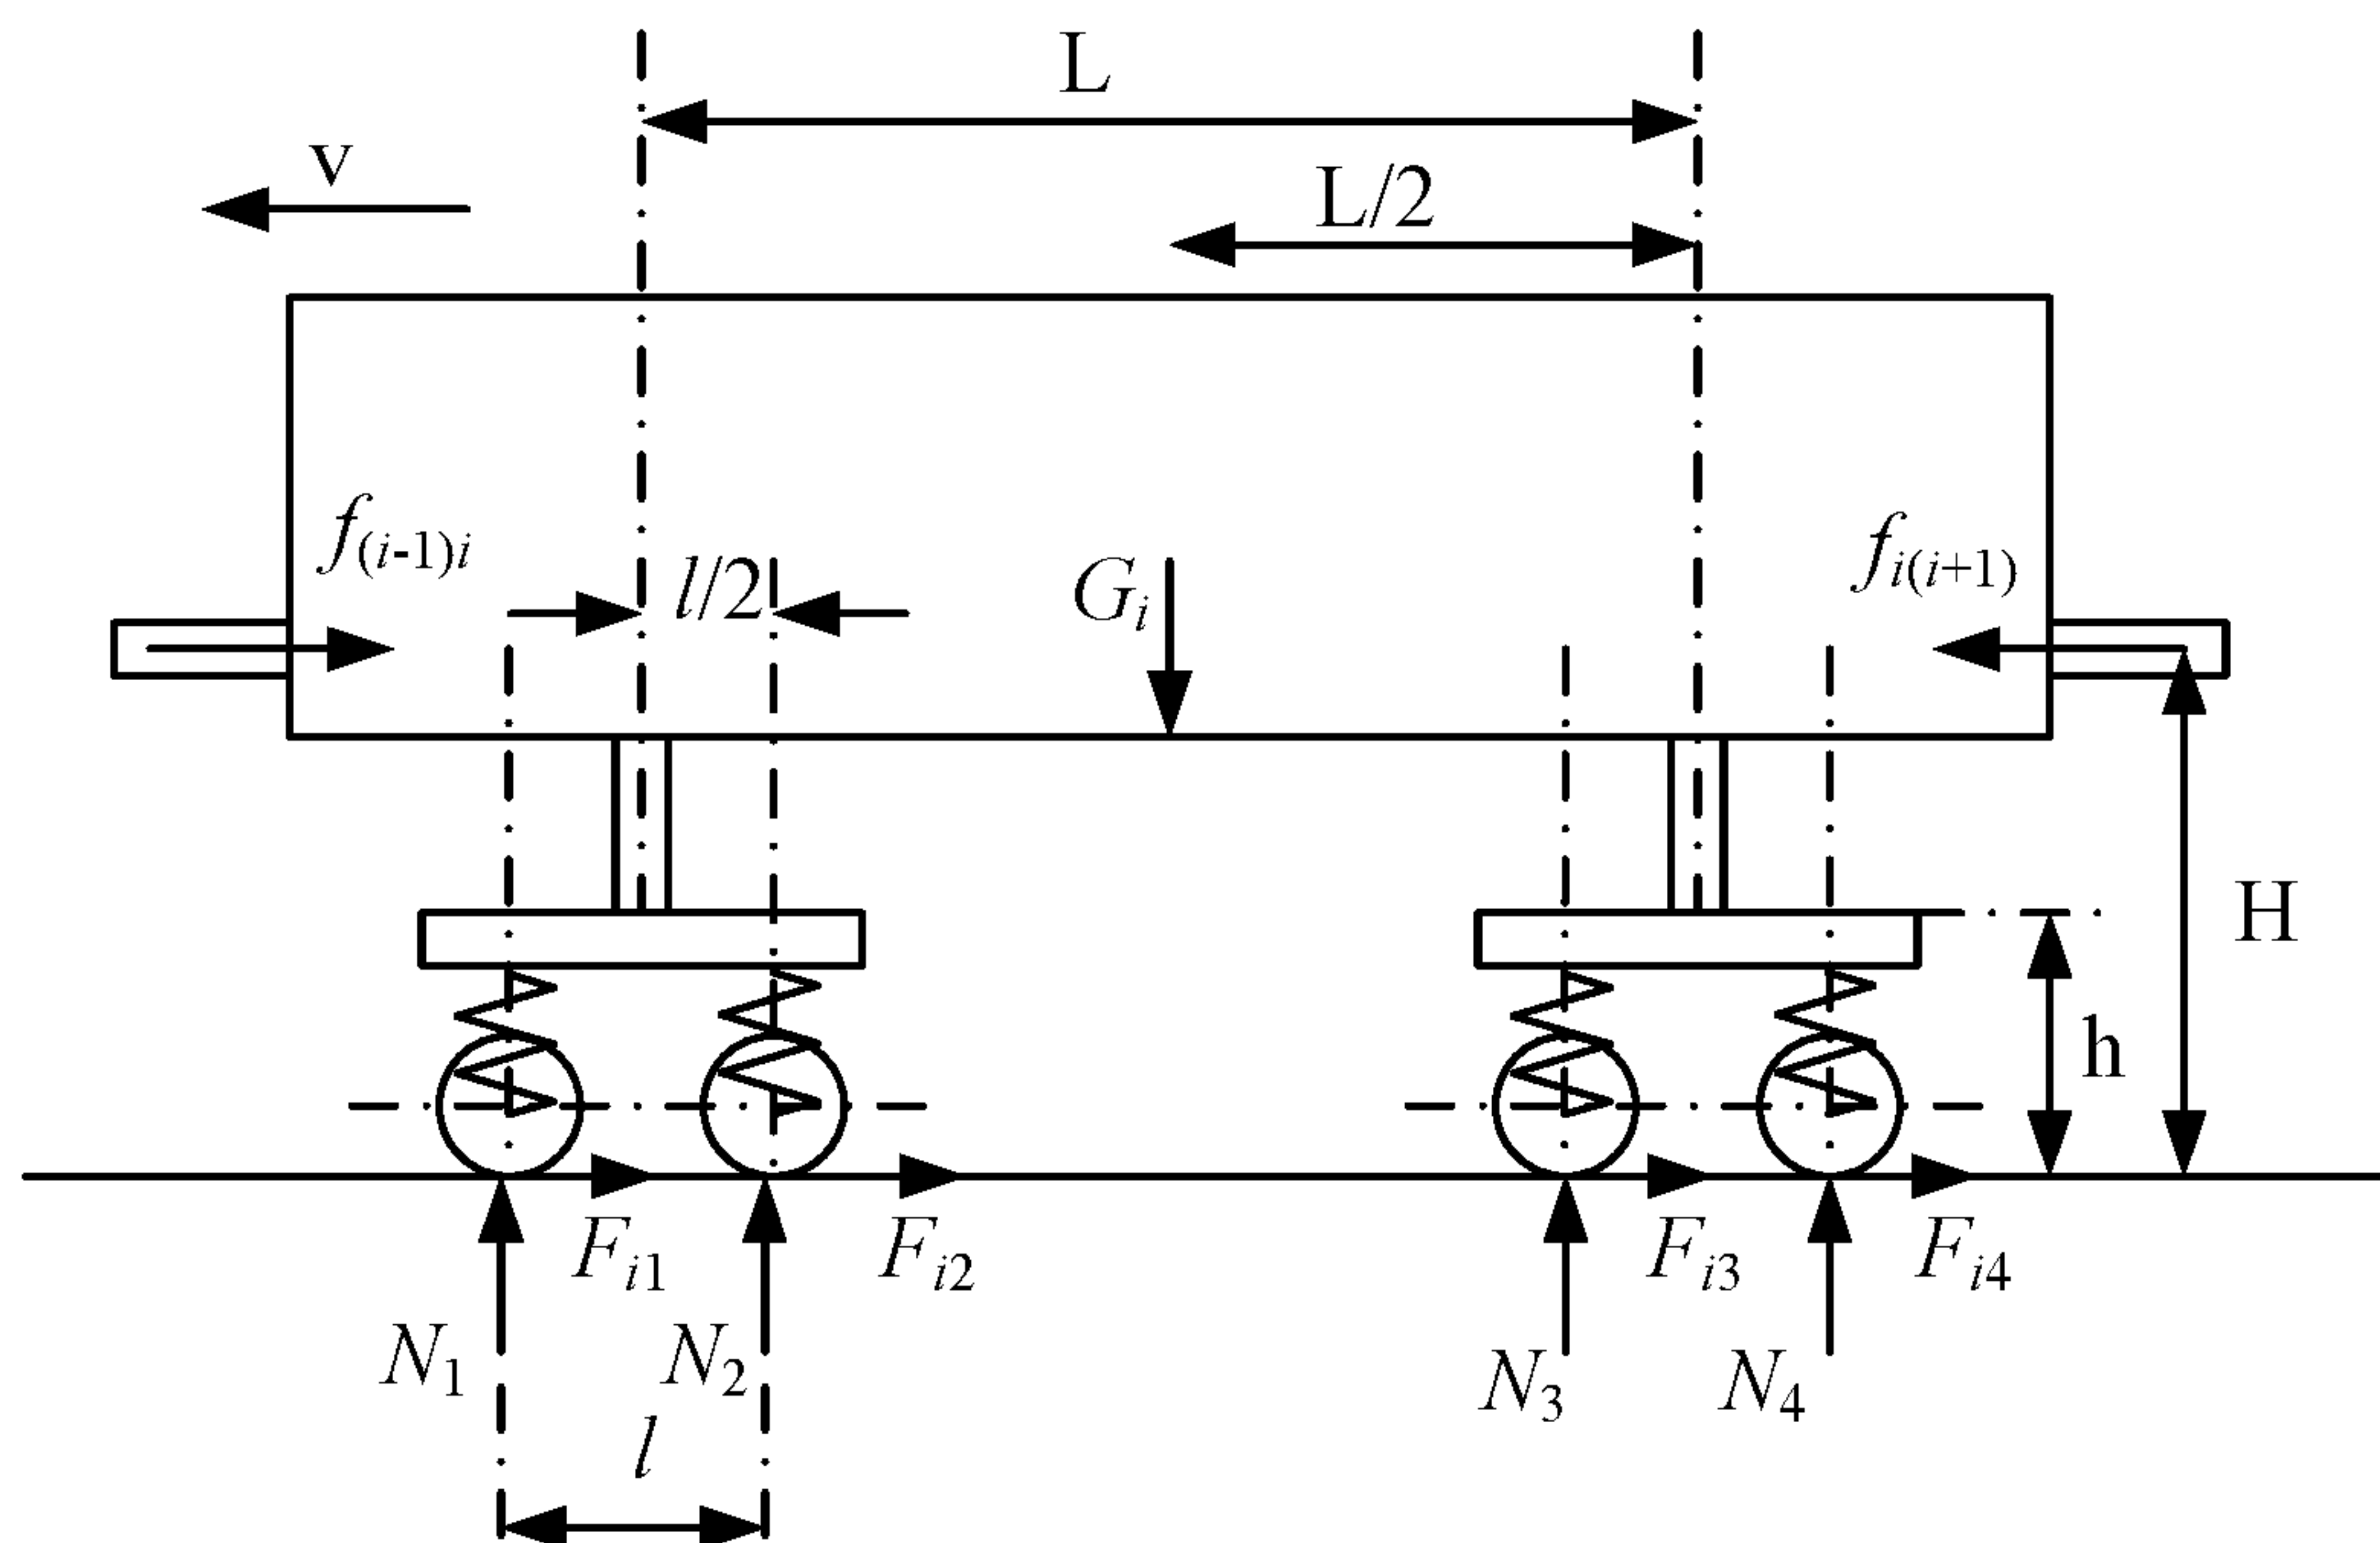 L
v
L/2
f(i-1)i
l/2
Gi
fi(i+1)
H
h
Fi1
Fi2
Fi3
Fi4
N1
N2
N3
N4
l